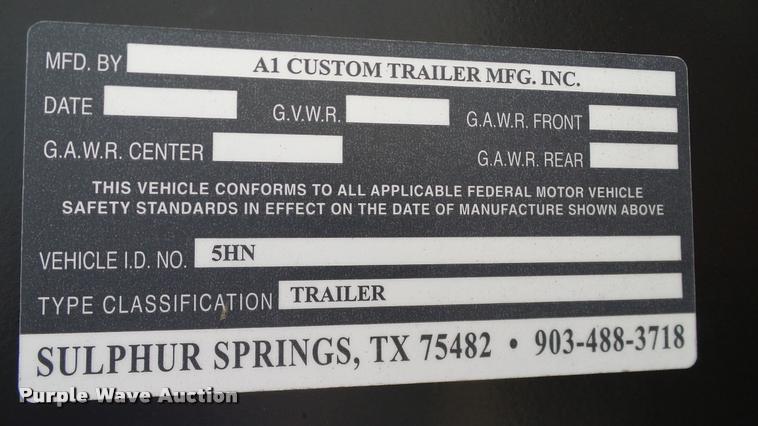 MFD. BY A1 CUSTOM TRAILER MFG. INC.
DATE G.V.W.R. G.A.W.R. FRONT
G.A.W.R. CENTER G.A.W.R. REAR
THIS VEHICLE CONFORMS TO ALL APPLICABLE FEDERAL MOTOR VEHICLE
SAFETY STANDARDS IN EFFECT ON THE DATE OF MANUFACTURE SHOWN ABOVE
VEHICLE I.D. NO. 5HN
TYPE CLASSIFICATION TRAILER
SULPHUR SPRINGS, TX 75482 • 903-488-3718
Purple Wave Auction